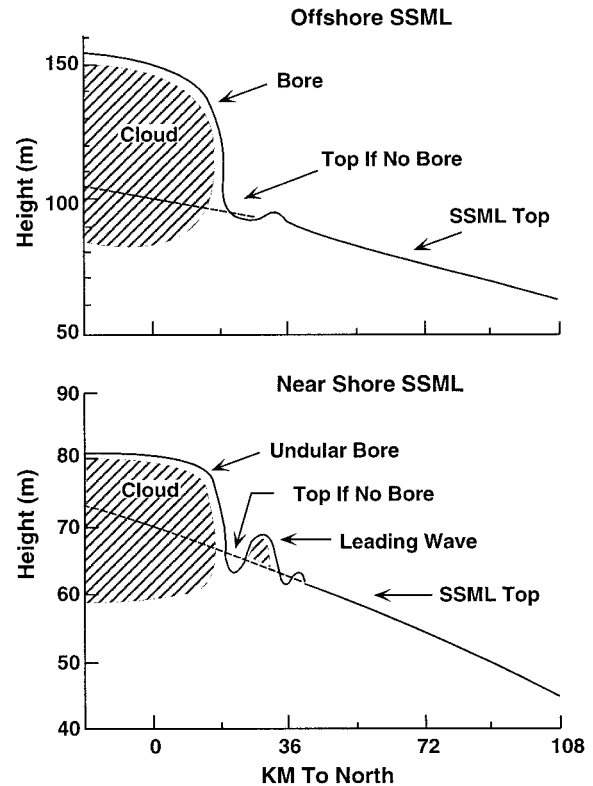 Offshore SSML
150
Bore
Cloud
Top If No Bore
Height (m)
100
SSML Top
50
Near Shore SSML
90
Undular Bore
80
Cloud
Top If No Bore
Height (m)
70
Leading Wave
60
SSML Top
50
40
0 36 72 108
KM To North